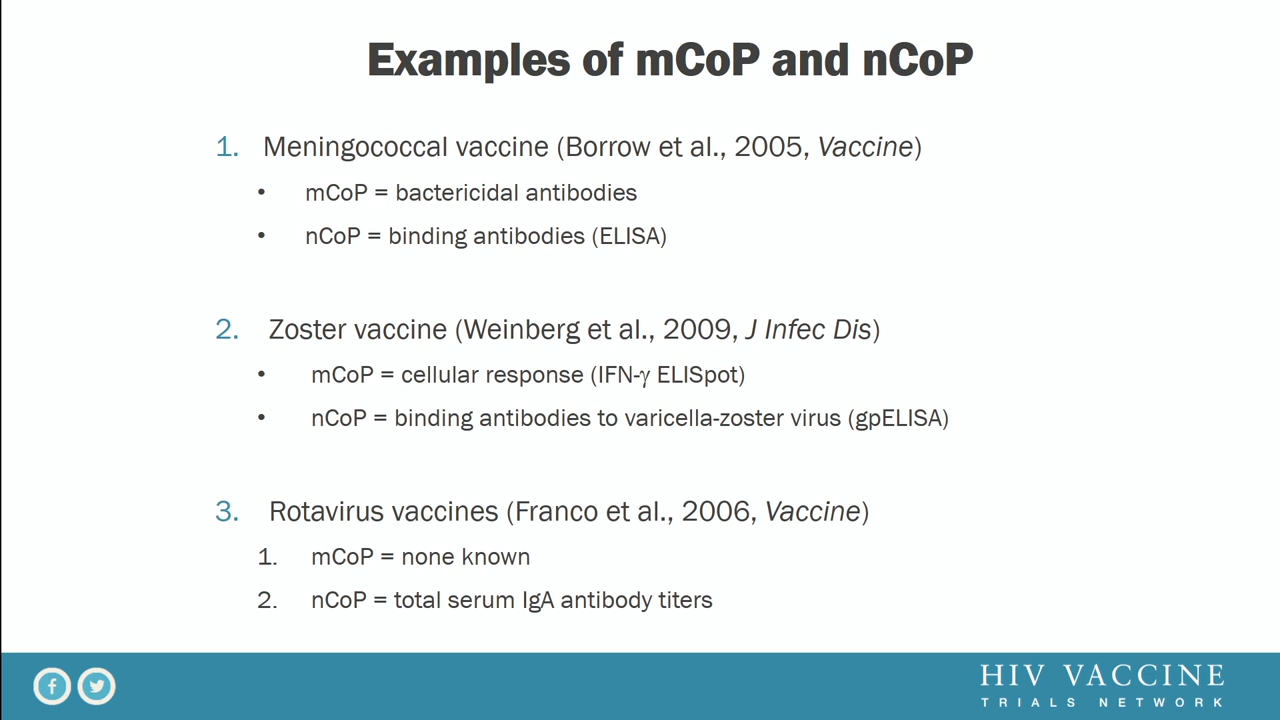 Examples of mCoP and nCoP
1. Meningococcal vaccine (Borrow et al., 2005, Vaccine)
• mCoP = bactericidal antibodies
• nCoP = binding antibodies (ELISA)
2. Zoster vaccine (Weinberg et al., 2009, J Infec Dis)
• mCoP = cellular response (IFN-γ ELISpot)
• nCoP = binding antibodies to varicella-zoster virus (gpELISA)
3. Rotavirus vaccines (Franco et al., 2006, Vaccine)
1. mCoP = none known
2. nCoP = total serum IgA antibody titers
HIV VACCINE
TRIALS NETWORK